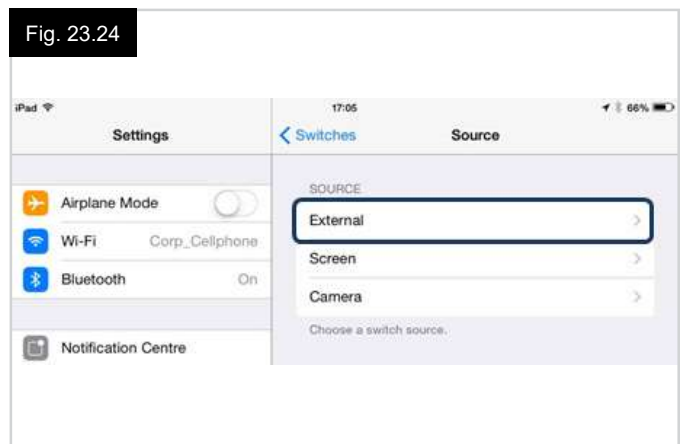 Fig. 23.24
iPad 17:05 66%
Settings
Switches Source
Airplane Mode
Wi-Fi Corp_Cellphone
Bluetooth On
Notification Centre
SOURCE
External
Screen
Camera
Choose a switch source.